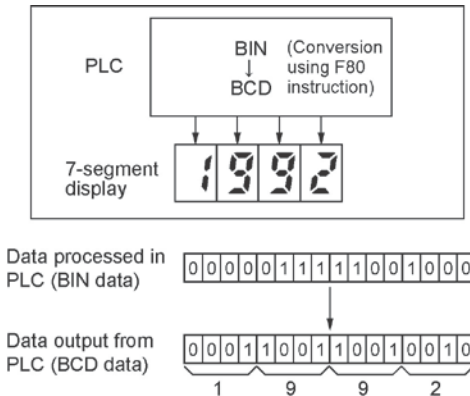 PLC
BIN (Conversion
↓ using F80
BCD instruction)
7-segment
display
1992
Data processed in
PLC (BIN data)
0000011111001000
Data output from
PLC (BCD data)
0001100110010010
1 9 9 2